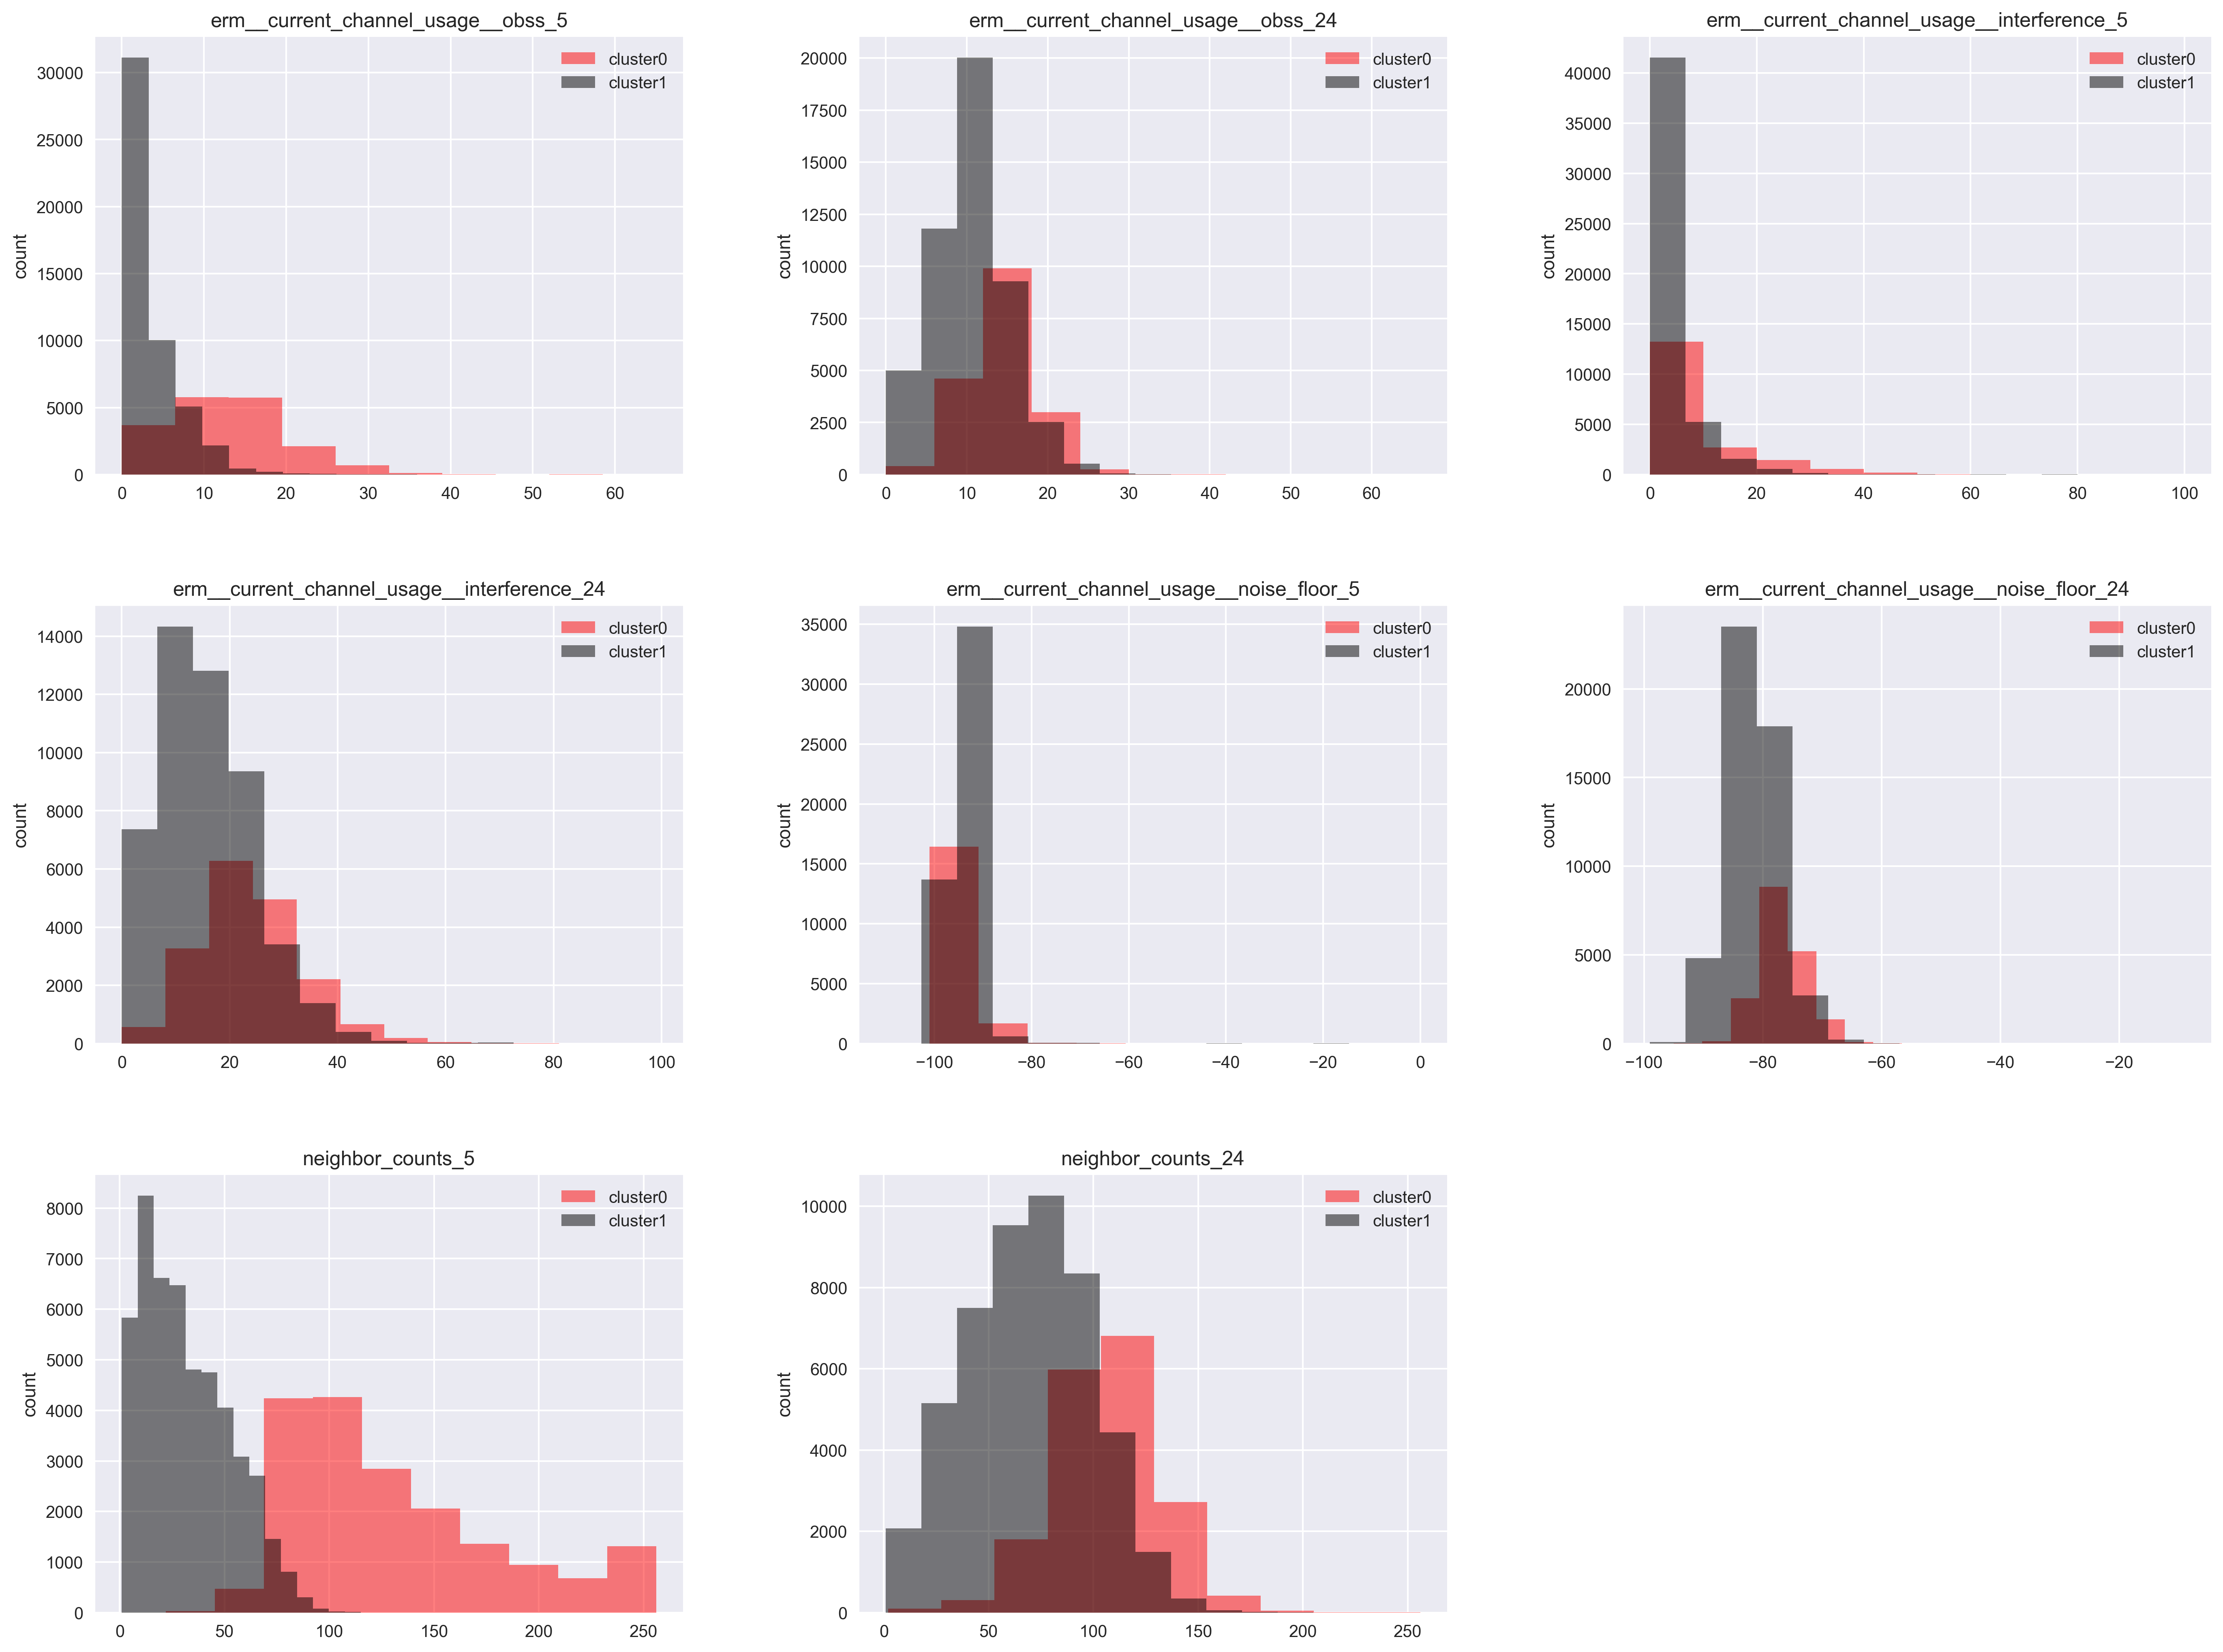 erm__current_channel_usage__obss_5
cluster0
cluster1
count
30000
25000
20000
15000
10000
5000
0
0 10 20 30 40 50 60
erm__current_channel_usage__obss_24
cluster0
cluster1
count
20000
17500
15000
12500
10000
7500
5000
2500
0
0 10 20 30 40 50 60
erm__current_channel_usage__interference_5
cluster0
cluster1
count
40000
35000
30000
25000
20000
15000
10000
5000
0
0 20 40 60 80 100
erm__current_channel_usage__interference_24
cluster0
cluster1
count
14000
12000
10000
8000
6000
4000
2000
0
0 20 40 60 80 100
erm__current_channel_usage__noise_floor_5
cluster0
cluster1
count
35000
30000
25000
20000
15000
10000
5000
0
−100 −80 −60 −40 −20 0
erm__current_channel_usage__noise_floor_24
cluster0
cluster1
count
20000
15000
10000
5000
0
−100 −80 −60 −40 −20
neighbor_counts_5
cluster0
cluster1
count
8000
7000
6000
5000
4000
3000
2000
1000
0
0 50 100 150 200 250
neighbor_counts_24
cluster0
cluster1
count
10000
8000
6000
4000
2000
0
0 50 100 150 200 250